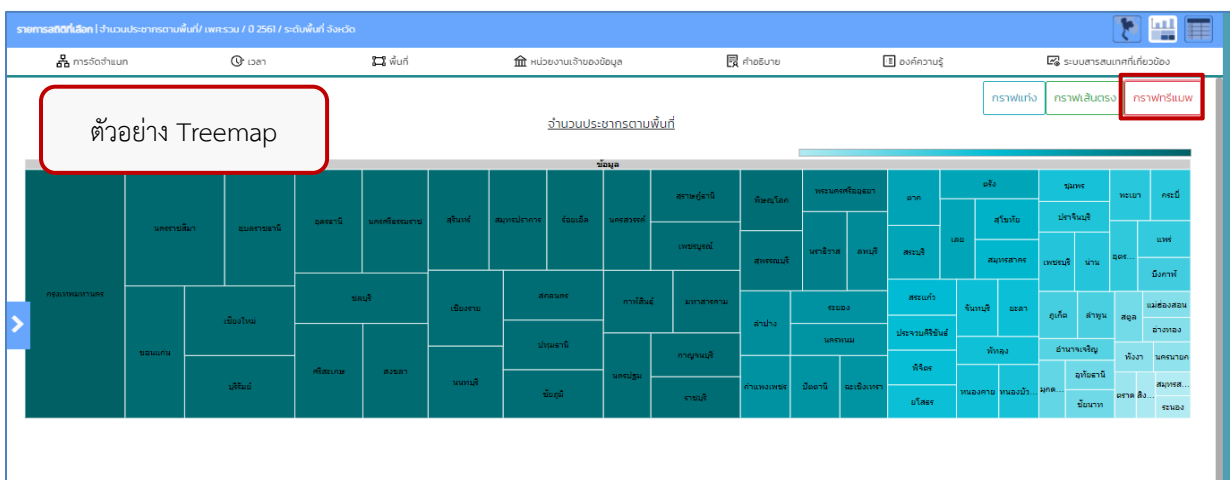 รายการสถิติที่เลือก | จำนวนประชากรตามพื้นที่/ เพศ:รวม / ปี 2561 / ระดับพื้นที่ จังหวัด
การจัดจำแนก
เวลา
พื้นที่
หน่วยงานเจ้าของข้อมูล
คำอธิบาย
องค์ความรู้
ระบบสารสนเทศที่เกี่ยวข้อง
กราฟแท่ง
กราฟเส้นตรง
กราฟทรีแมพ
ตัวอย่าง Treemap
จำนวนประชากรตามพื้นที่
ข้อมูล
กรุงเทพมหานคร
นครราชสีมา
อุบลราชธานี
ขอนแก่น
เชียงใหม่
บุรีรัมย์
อุดรธานี
นครศรีธรรมราช
ชลบุรี
ศรีสะเกษ
สงขลา
สุรินทร์
สมุทรปราการ
ร้อยเอ็ด
นครสวรรค์
เชียงราย
นนทบุรี
สกลนคร
ปทุมธานี
ชัยภูมิ
สุราษฎร์ธานี
เพชรบูรณ์
กาฬสินธุ์
มหาสารคาม
นครปฐม
กาญจนบุรี
ราชบุรี
พิษณุโลก
สุพรรณบุรี
พระนครศรีอยุธยา
นราธิวาส
ลพบุรี
ลำปาง
กำแพงเพชร
ระยอง
นครพนม
ปัตตานี
ฉะเชิงเทรา
ตาก
สระบุรี
ตรัง
เลย
สุโขทัย
สมุทรสาคร
สระแก้ว
ประจวบคีรีขันธ์
พิจิตร
ยโสธร
จันทบุรี
ยะลา
พัทลุง
หนองคาย
หนองบัว...
ชุมพร
ปราจีนบุรี
เพชรบุรี
น่าน
พะเยา
กระบี่
อุตร...
แพร่
บึงกาฬ
ภูเก็ต
ลำพูน
อำนาจเจริญ
มุกด...
อุทัยธานี
ชัยนาท
สตูล
แม่ฮ่องสอน
อ่างทอง
พังงา
นครนายก
ตราด
สิง...
สมุทรส...
ระนอง